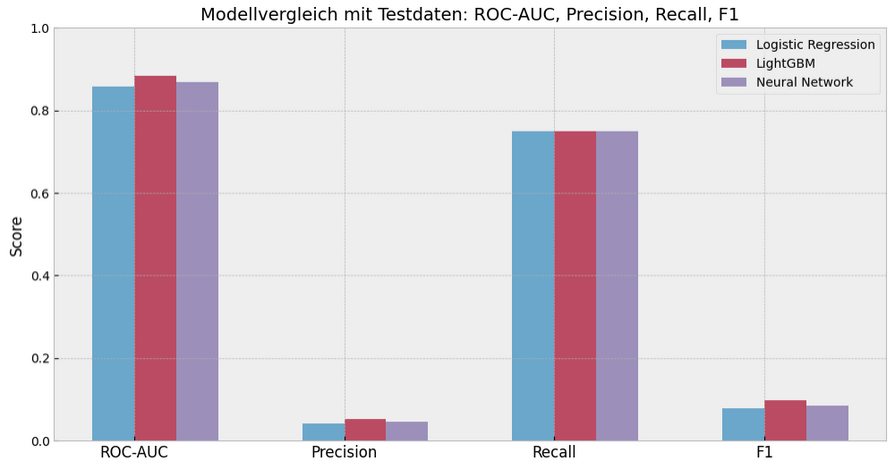 Modellvergleich mit Testdaten: ROC-AUC, Precision, Recall, F1
Logistic Regression
LightGBM
Neural Network
Score
1.0
0.8
0.6
0.4
0.2
0.0
ROC-AUC Precision Recall F1